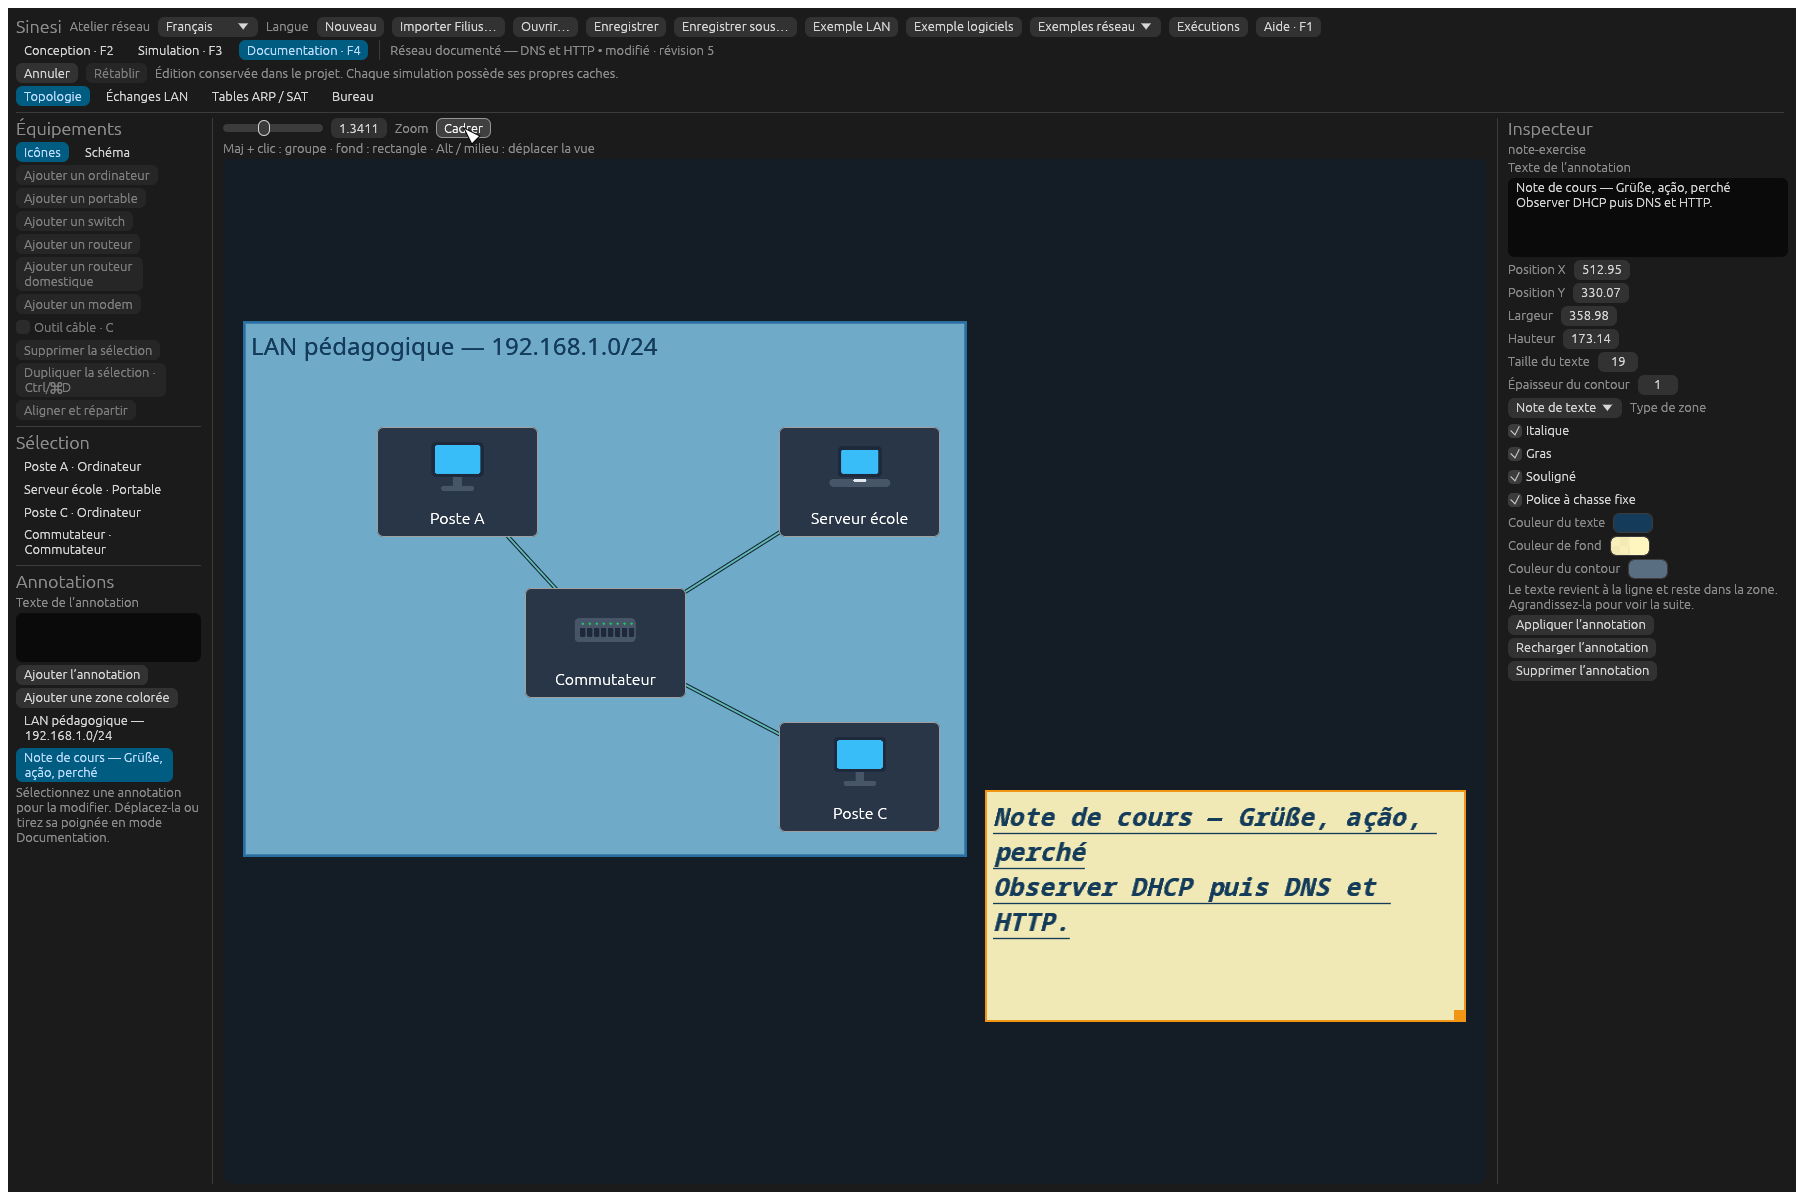 Sinesi Atelier réseau Français Langue Nouveau Importer Filius… Ouvrir… Enregistrer Enregistrer sous… Exemple LAN Exemple logiciels Exemples réseau Exécutions Aide · F1
Conception · F2 Simulation · F3 Documentation · F4 Réseau documenté — DNS et HTTP • modifié · révision 5
Annuler Rétablir Édition conservée dans le projet. Chaque simulation possède ses propres caches.
Topologie Échanges LAN Tables ARP / SAT Bureau
Équipements
Icônes Schéma
Ajouter un ordinateur
Ajouter un portable
Ajouter un switch
Ajouter un routeur
Ajouter un routeur
domestique
Ajouter un modem
Outil câble · C
Supprimer la sélection
Dupliquer la sélection ·
Ctrl/⌘D
Aligner et répartir
Sélection
Poste A · Ordinateur
Serveur école · Portable
Poste C · Ordinateur
Commutateur ·
Commutateur
Annotations
Texte de l’annotation
Ajouter l’annotation
Ajouter une zone colorée
LAN pédagogique —
192.168.1.0/24
Note de cours — Grüße,
ação, perché
Sélectionnez une annotation
pour la modifier. Déplacez-la ou
tirez sa poignée en mode
Documentation.
1.3411 Zoom Cadrer
Maj + clic : groupe · fond : rectangle · Alt / milieu : déplacer la vue
LAN pédagogique — 192.168.1.0/24
Poste A
Serveur école
Commutateur
Poste C
Note de cours — Grüße, ação,
perché
Observer DHCP puis DNS et
HTTP.
Inspecteur
note-exercise
Texte de l’annotation
Note de cours — Grüße, ação, perché
Observer DHCP puis DNS et HTTP.
Position X 512.95
Position Y 330.07
Largeur 358.98
Hauteur 173.14
Taille du texte 19
Épaisseur du contour 1
Note de texte Type de zone
Italique
Gras
Souligné
Police à chasse fixe
Couleur du texte
Couleur de fond
Couleur du contour
Le texte revient à la ligne et reste dans la zone.
Agrandissez-la pour voir la suite.
Appliquer l’annotation
Recharger l’annotation
Supprimer l’annotation